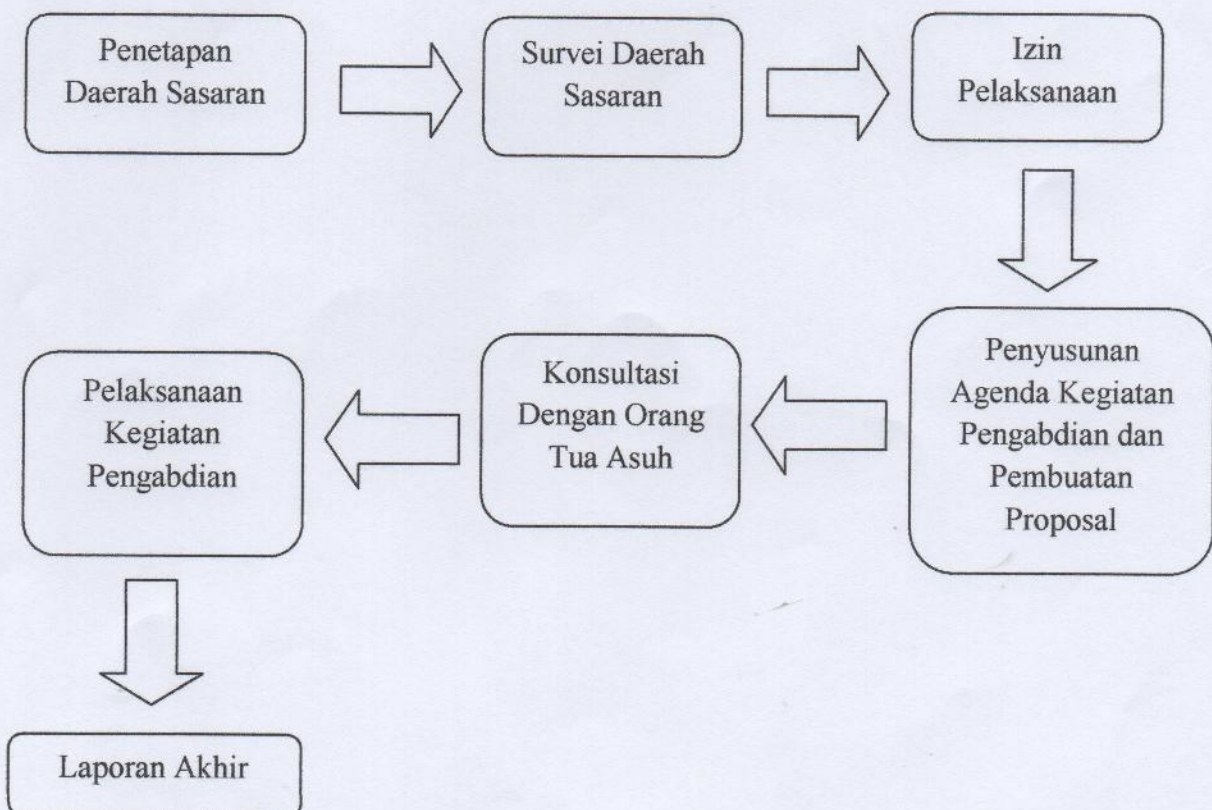 Penetapan
Daerah Sasaran
Survei Daerah
Sasaran
Izin
Pelaksanaan
Penyusunan
Agenda Kegiatan
Pengabdian dan
Pembuatan
Proposal
Konsultasi
Dengan Orang
Tua Asuh
Pelaksanaan
Kegiatan
Pengabdian
Laporan Akhir